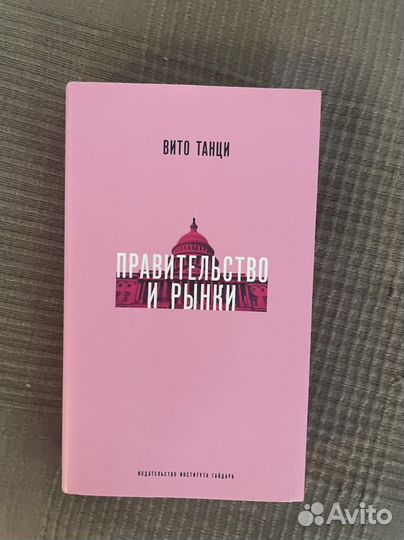 ВИТО ТАНЦИ
ПРАВИТЕЛЬСТВО
И РЫНКИ
ИЗДАТЕЛЬСТВО ИНСТИТУТА ГАЙДАРА
Avito